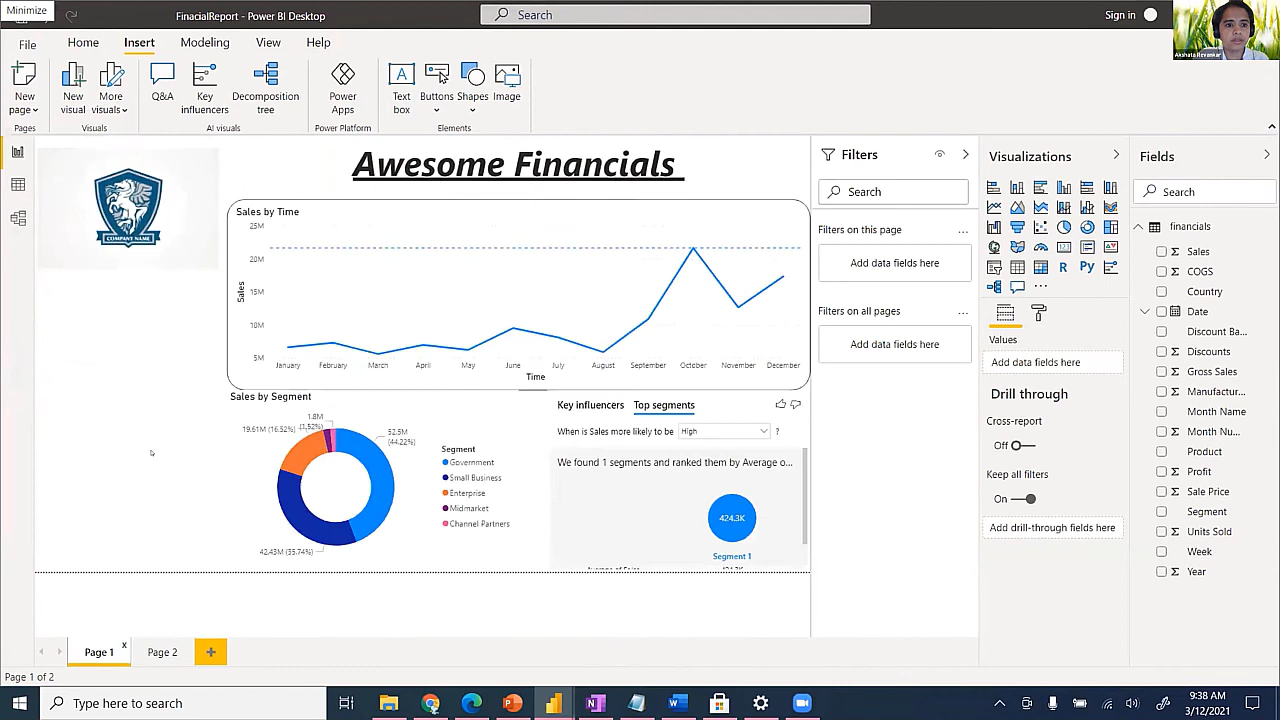 Minimize
FinacialReport - Power BI Desktop
Search
Sign in
Akshata Revankar
File
Home
Insert
Modeling
View
Help
New page
New visual
More visuals
Q&A
Key influencers
Decomposition tree
Power Apps
Text box
Buttons
Shapes
Image
Pages
Visuals
AI visuals
Power Platform
Elements
COMPANY NAME
Awesome Financials
Sales by Time
25M
20M
15M
10M
5M
Sales
January February March April May June July August September October November December
Time
Sales by Segment
1.8M
(1.52%)
19.61M (16.52%)
52.5M
(44.22%)
42.43M (35.74%)
Segment
Government
Small Business
Enterprise
Midmarket
Channel Partners
Key influencers
Top segments
When is Sales more likely to be High ?
We found 1 segments and ranked them by Average o...
424.3K
Segment 1
Average of Sales
424.3K
Filters
Search
Filters on this page
...
Add data fields here
Filters on all pages
...
Add data fields here
Visualizations
R
Py
...
Values
Add data fields here
Drill through
Cross-report
Off
Keep all filters
On
Add drill-through fields here
Fields
Search
financials
Sales
COGS
Country
Date
Discount Ba...
Discounts
Gross Sales
Manufactur...
Month Name
Month Nu...
Product
Profit
Sale Price
Segment
Units Sold
Week
Year
Page 1
x
Page 2
+
Page 1 of 2
Type here to search
9:38 AM
3/12/2021